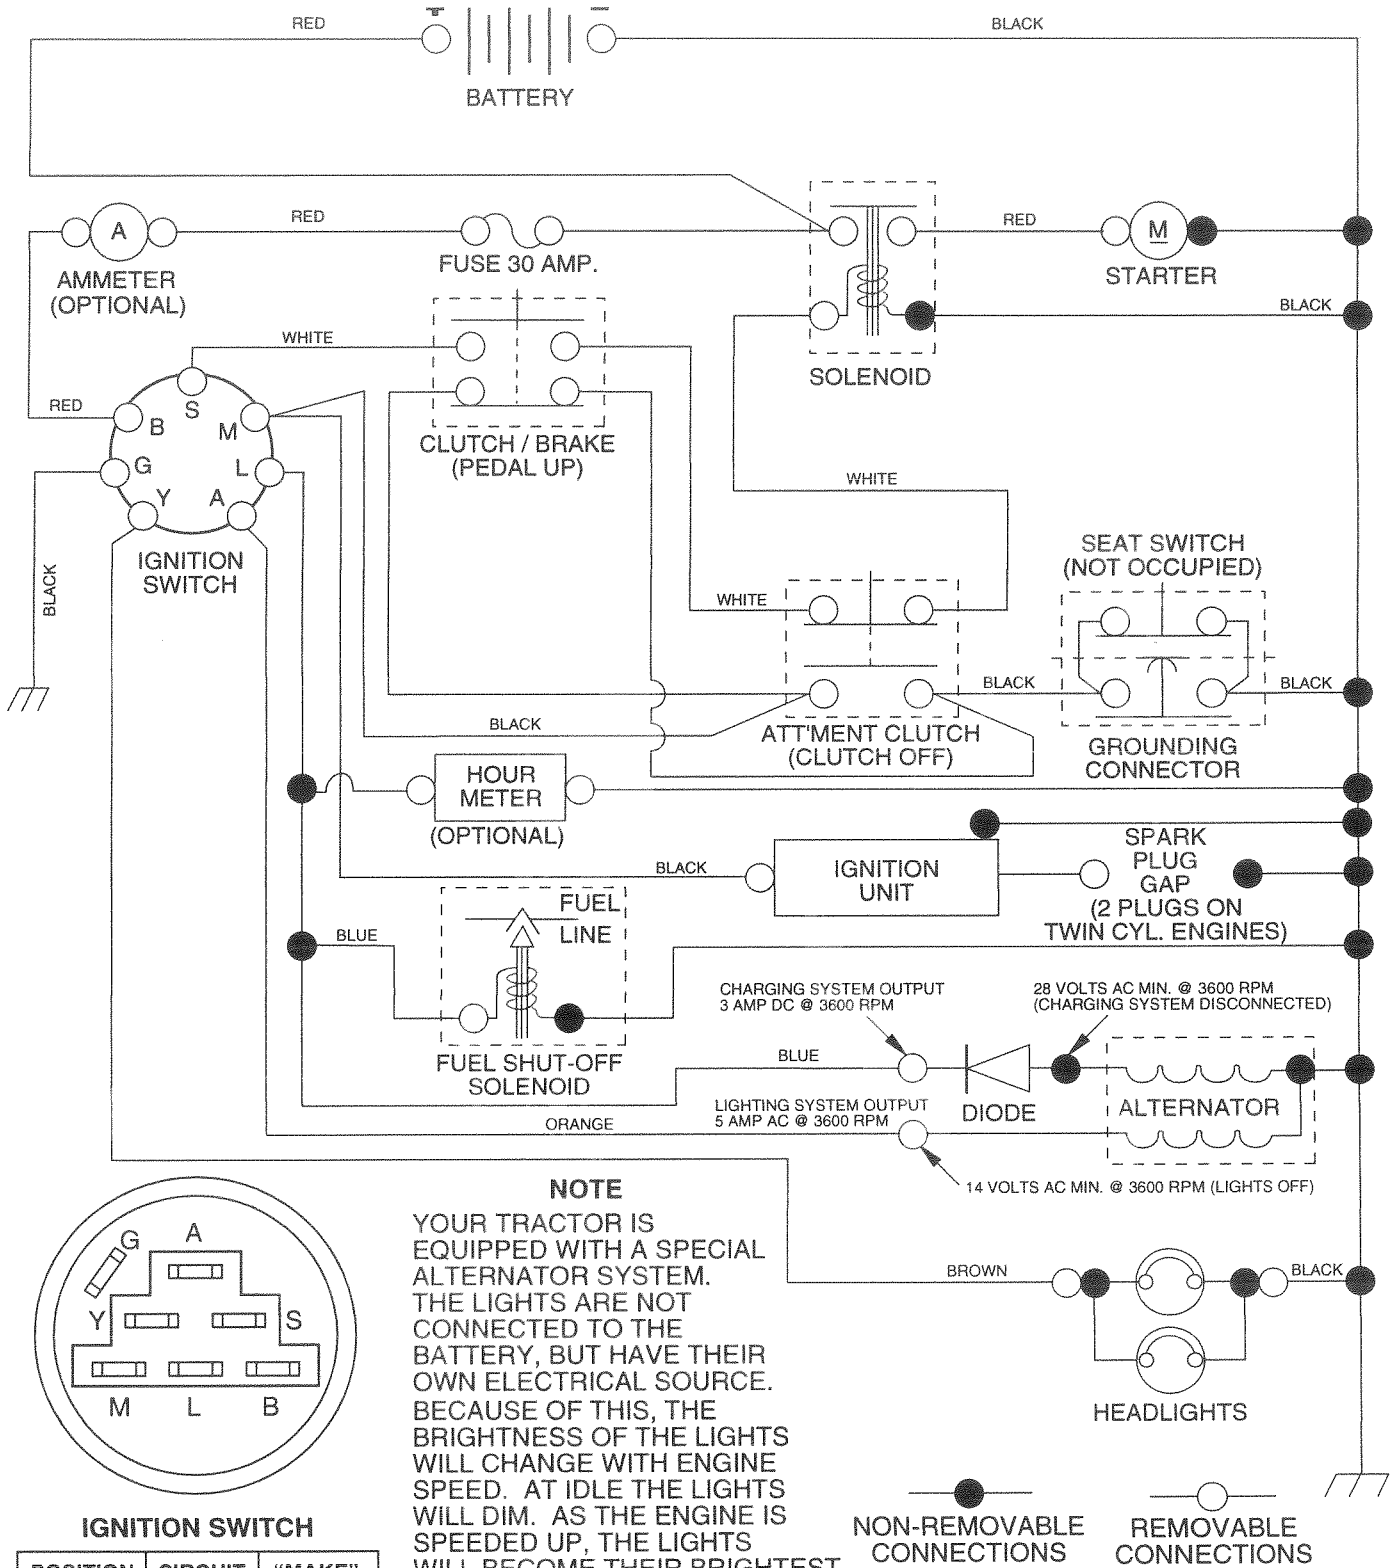 RED
BLACK
BATTERY
A
RED
FUSE 30 AMP.
RED
M
STARTER
AMMETER
(OPTIONAL)
WHITE
BLACK
SOLENOID
RED
B
S
M
G
L
Y
A
CLUTCH / BRAKE
(PEDAL UP)
WHITE
IGNITION
SWITCH
BLACK
SEAT SWITCH
(NOT OCCUPIED)
WHITE
BLACK
BLACK
BLACK
ATT'MENT CLUTCH
(CLUTCH OFF)
GROUNDING
CONNECTOR
HOUR
METER
(OPTIONAL)
BLACK
IGNITION
UNIT
SPARK
PLUG
GAP
(2 PLUGS ON
TWIN CYL. ENGINES)
FUEL
LINE
BLUE
FUEL SHUT-OFF
SOLENOID
CHARGING SYSTEM OUTPUT
3 AMP DC @ 3600 RPM
28 VOLTS AC MIN. @ 3600 RPM
(CHARGING SYSTEM DISCONNECTED)
BLUE
DIODE
ALTERNATOR
LIGHTING SYSTEM OUTPUT
5 AMP AC @ 3600 RPM
ORANGE
14 VOLTS AC MIN. @ 3600 RPM (LIGHTS OFF)
BROWN
BLACK
HEADLIGHTS
G
A
Y
S
M
L
B
IGNITION SWITCH
POSITION CIRCUIT "MAKE"
NOTE
YOUR TRACTOR IS
EQUIPPED WITH A SPECIAL
ALTERNATOR SYSTEM.
THE LIGHTS ARE NOT
CONNECTED TO THE
BATTERY, BUT HAVE THEIR
OWN ELECTRICAL SOURCE.
BECAUSE OF THIS, THE
BRIGHTNESS OF THE LIGHTS
WILL CHANGE WITH ENGINE
SPEED. AT IDLE THE LIGHTS
WILL DIM. AS THE ENGINE IS
SPEEDED UP, THE LIGHTS
WILL BECOME THEIR BRIGHTEST
NON-REMOVABLE
CONNECTIONS
REMOVABLE
CONNECTIONS